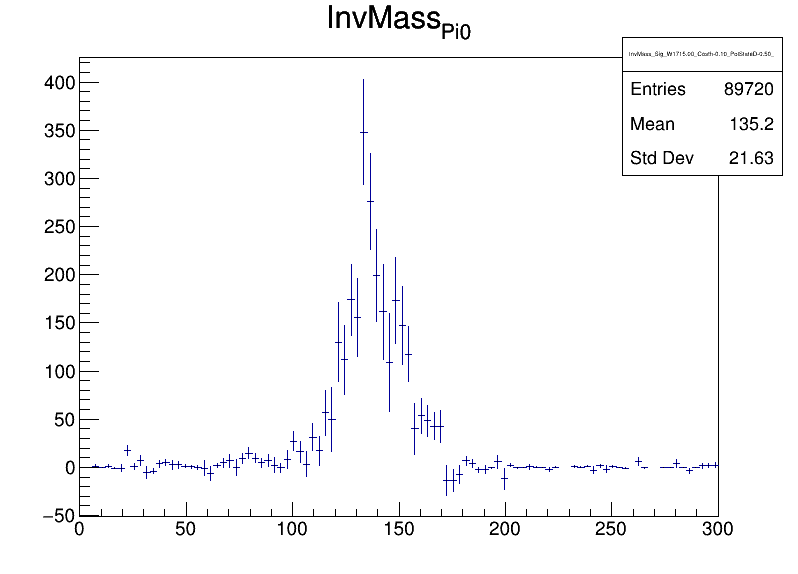 InvMass_Pi0
InvMass_Sig_W1715.00_Costh-0.10_PolStateD-0.50_
Entries 89720
Mean 135.2
Std Dev 21.63
400
350
300
250
200
150
100
50
0
−50
0 50 100 150 200 250 300